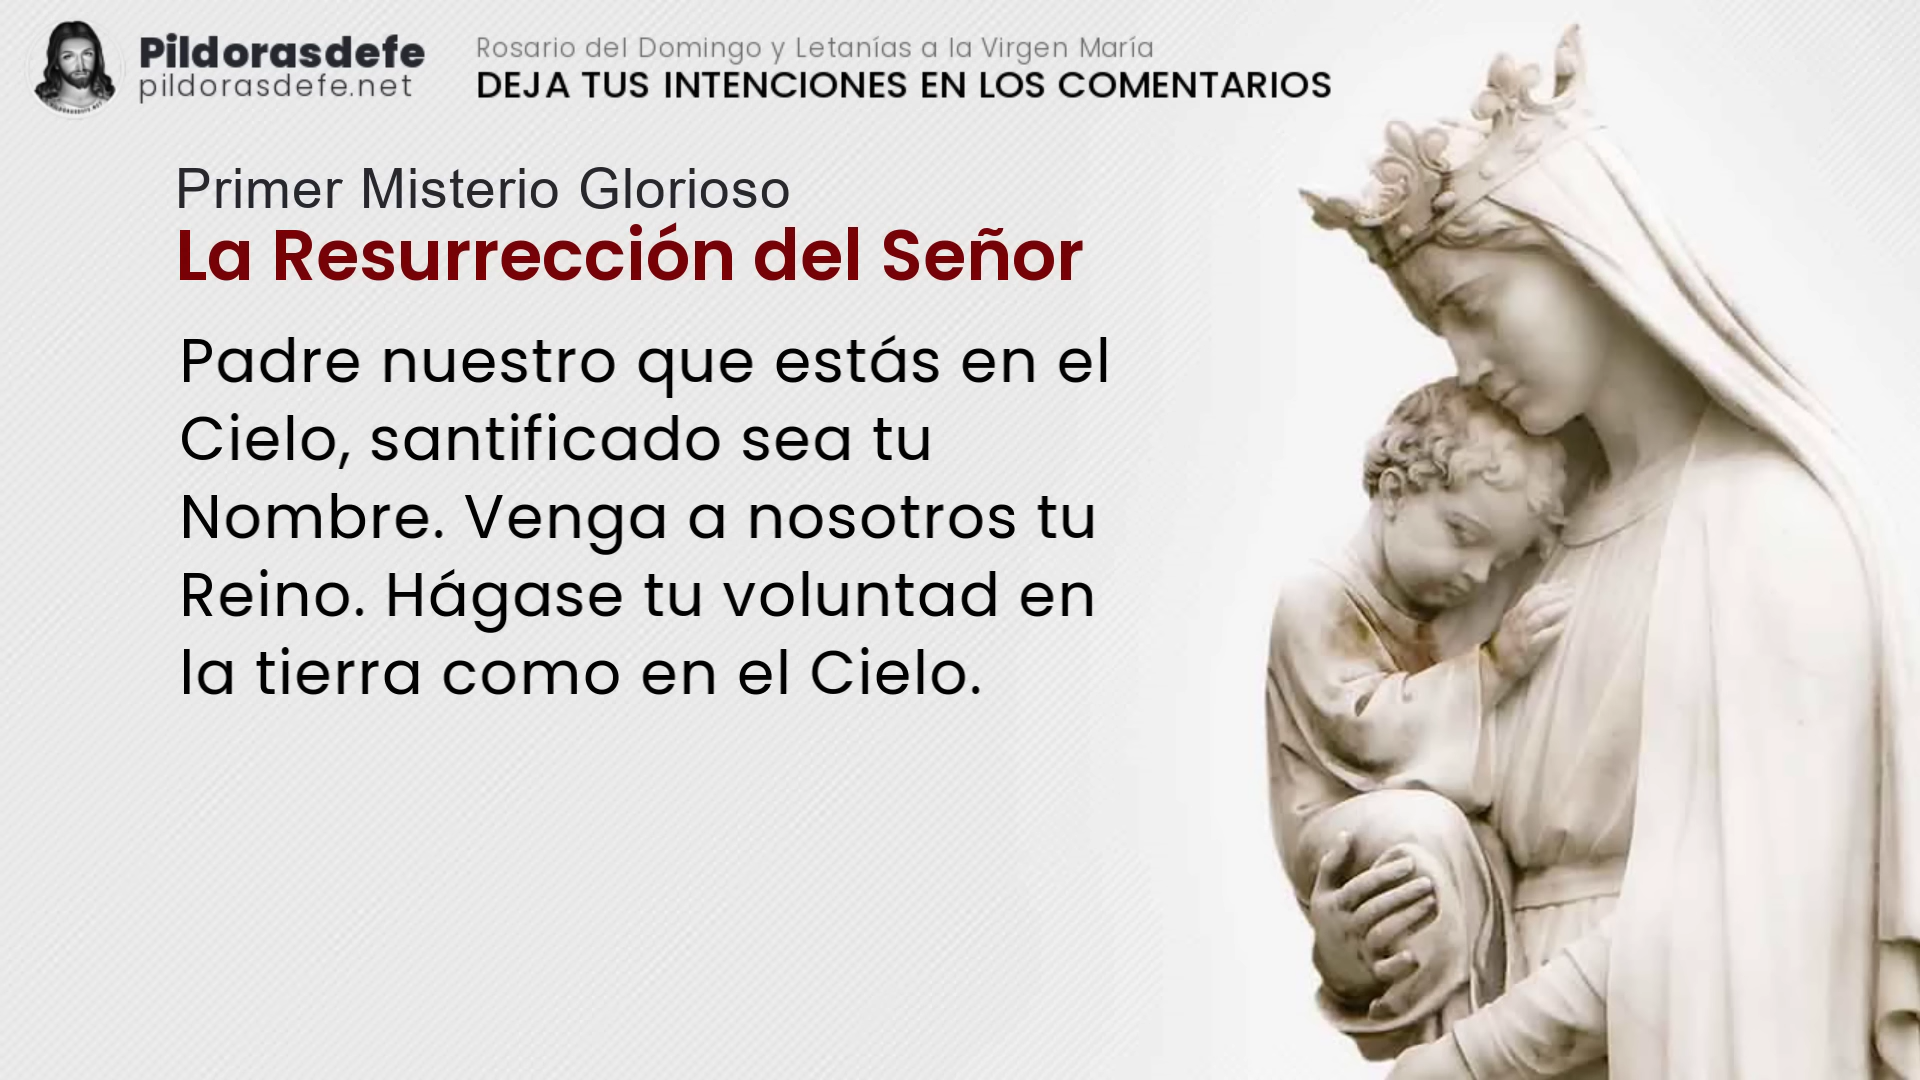 Pildorasdefe
pildorasdefe.net
Rosario del Domingo y Letanías a la Virgen María
DEJA TUS INTENCIONES EN LOS COMENTARIOS
Primer Misterio Glorioso
La Resurrección del Señor
Padre nuestro que estás en el
Cielo, santificado sea tu
Nombre. Venga a nosotros tu
Reino. Hágase tu voluntad en
la tierra como en el Cielo.